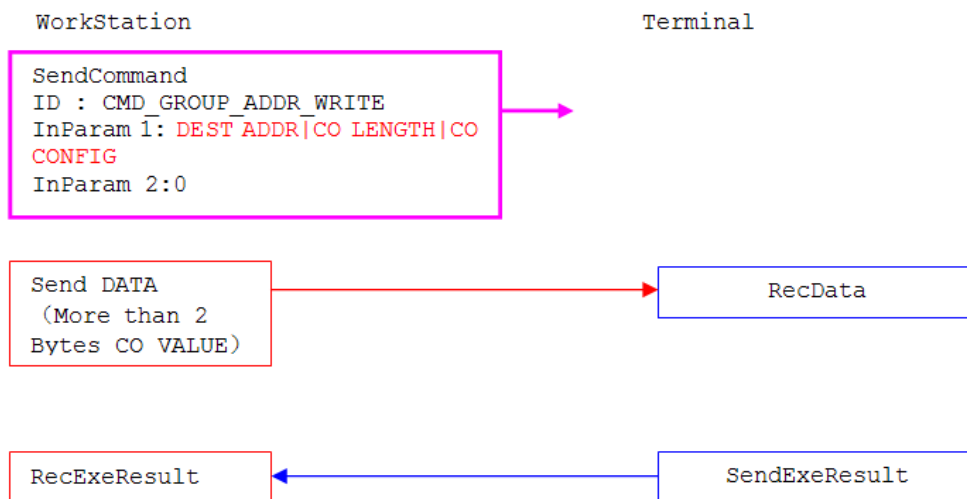 WorkStation
Terminal
SendCommand
ID : CMD_GROUP_ADDR_WRITE
InParam 1: DEST ADDR|CO LENGTH|CO
CONFIG
InParam 2:0
Send DATA
（More than 2
Bytes CO VALUE）
RecData
RecExeResult
SendExeResult